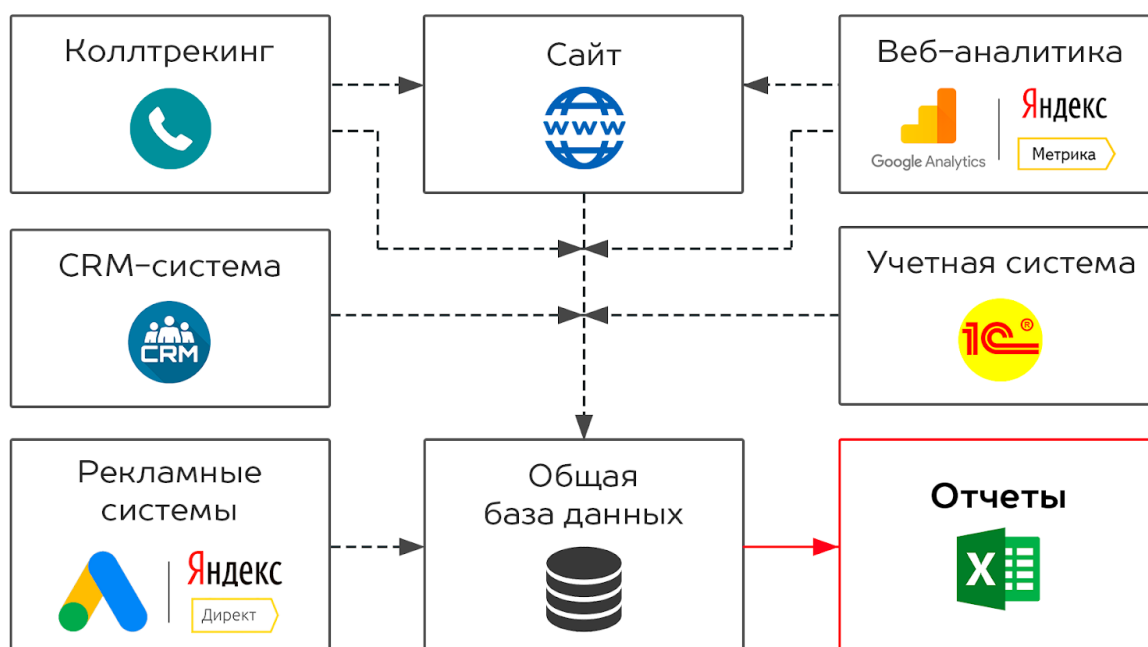 Коллтрекинг
Сайт
www
Веб-аналитика
Google Analytics
Яндекс
Метрика
CRM-система
CRM
Учетная система
1С®
Рекламные
системы
Яндекс
Директ
Общая
база данных
Отчеты
X